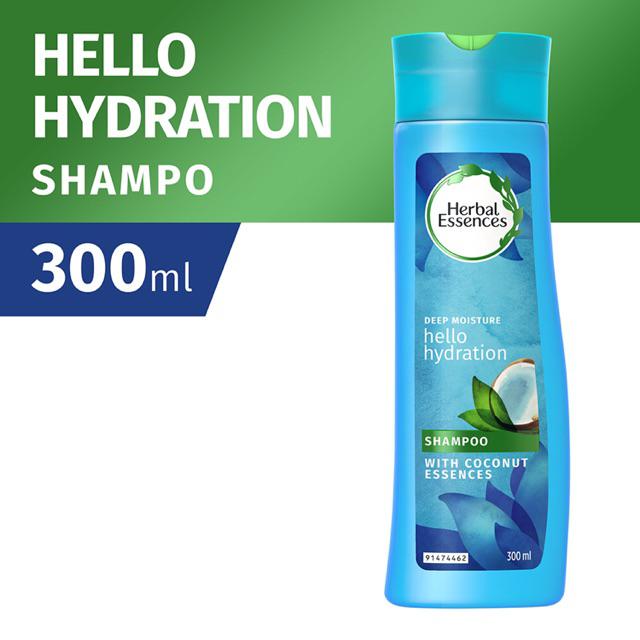 HELLO
HYDRATION
SHAMPO
300ml
Herbal
Essences
DEEP MOISTURE
hello
hydration
SHAMPOO
WITH COCONUT
ESSENCES
91474462
300 ml